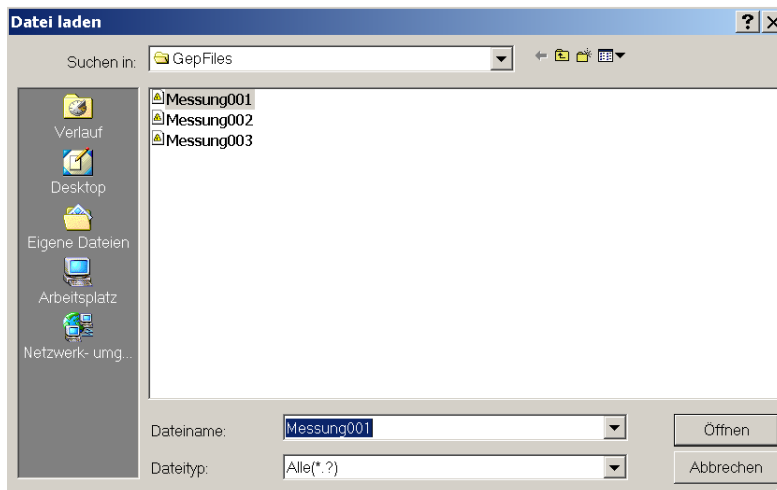 Datei laden
Suchen in: GepFiles
Verlauf
Desktop
Eigene Dateien
Arbeitsplatz
Netzwerk- umg...
Messung001
Messung002
Messung003
Dateiname: Messung001 Öffnen
Dateityp: Alle(*.?) Abbrechen